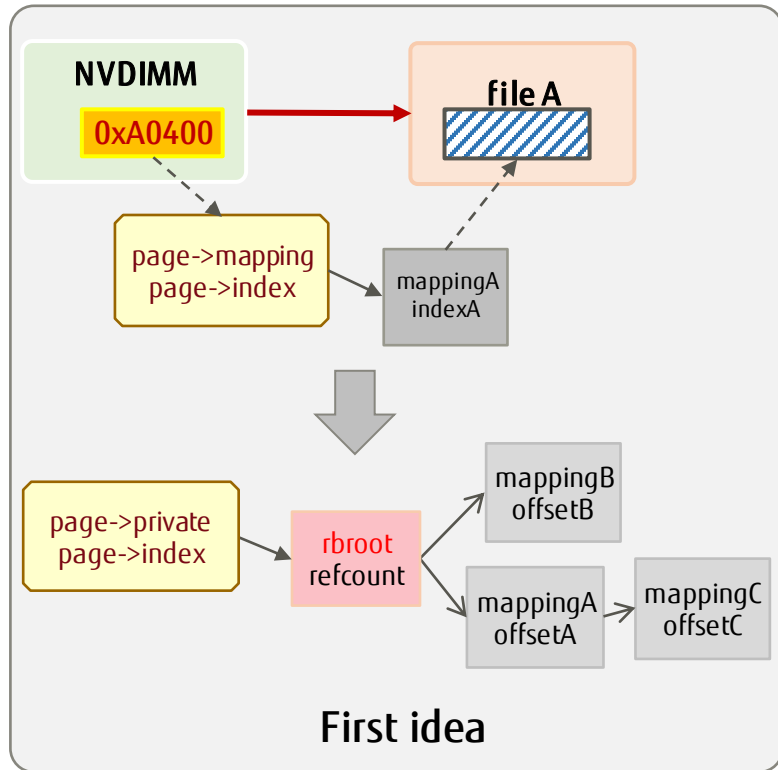 NVDIMM
0xA0400
file A
page->mapping
page->index
mappingA
indexA
page->private
page->index
rbroot
refcount
mappingB
offsetB
mappingA
offsetA
mappingC
offsetC
First idea